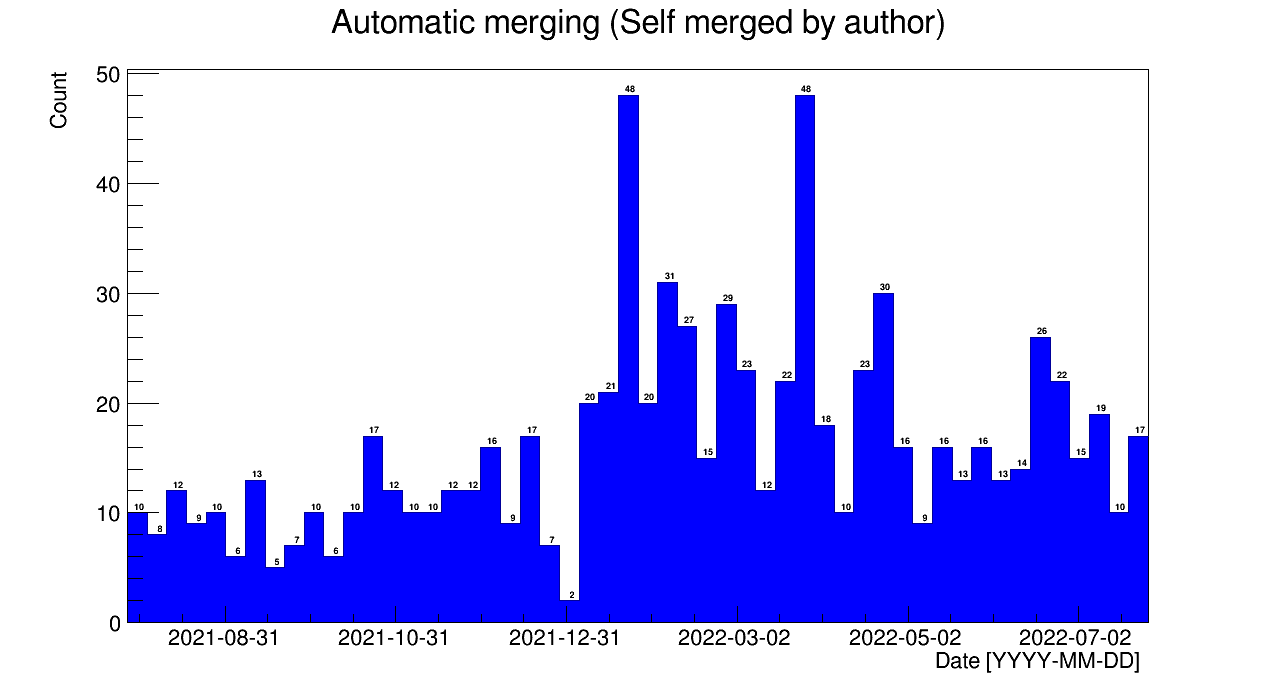 Automatic merging (Self merged by author)
Count
50
40
30
20
10
0
10 8 12 9 10 6 13 5 7 10 6 10 17 12 10 10 12 12 16 9 17 7 2 20 21 48 20 31 27 15 29 23 12 22 48 18 10 23 30 16 9 16 13 16 13 14 26 22 15 19 10 17
2021-08-31 2021-10-31 2021-12-31 2022-03-02 2022-05-02 2022-07-02
Date [YYYY-MM-DD]